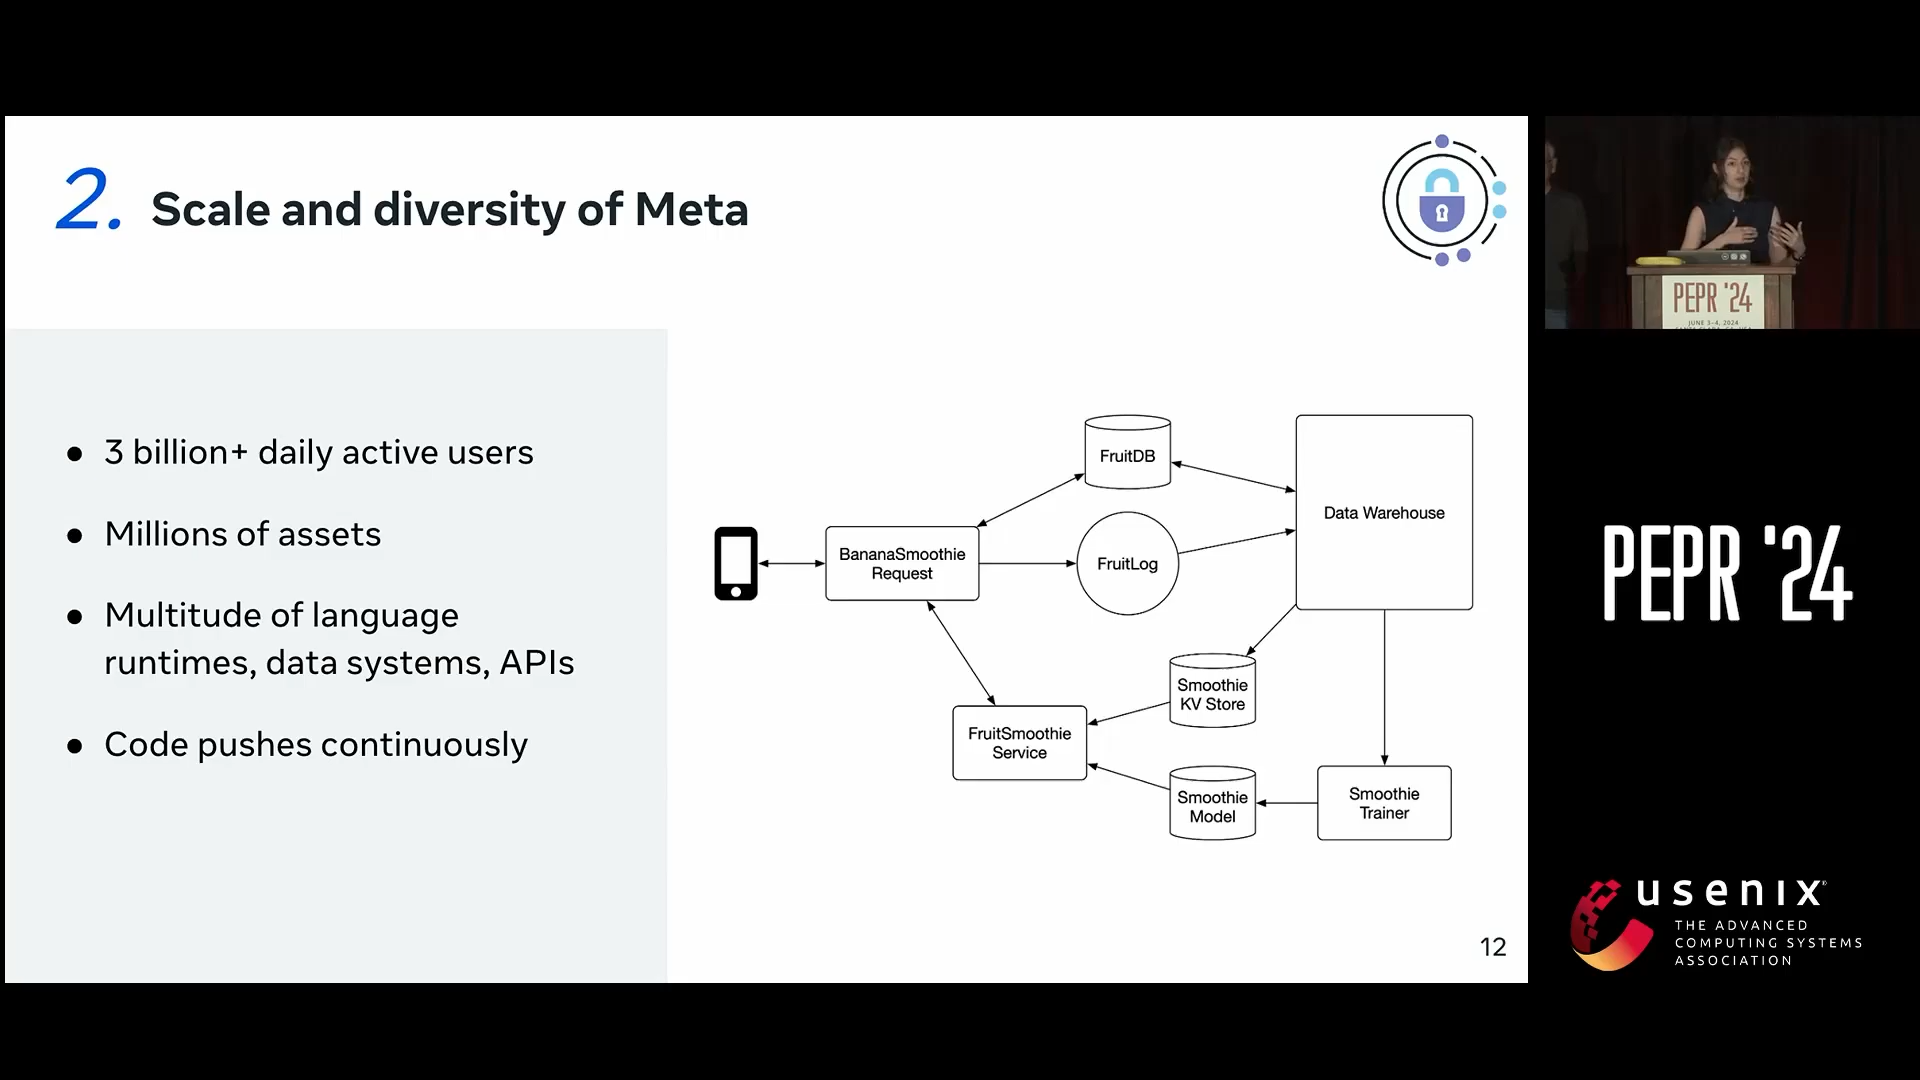 2. Scale and diversity of Meta
● 3 billion+ daily active users
● Millions of assets
● Multitude of language
runtimes, data systems, APIs
● Code pushes continuously
FruitDB
Data Warehouse
BananaSmoothie
Request
FruitLog
Smoothie
KV Store
FruitSmoothie
Service
Smoothie
Model
Smoothie
Trainer
12
PEPR '24
JUNE 3–4, 2024
PEPR '24
usenix
THE ADVANCED
COMPUTING SYSTEMS
ASSOCIATION